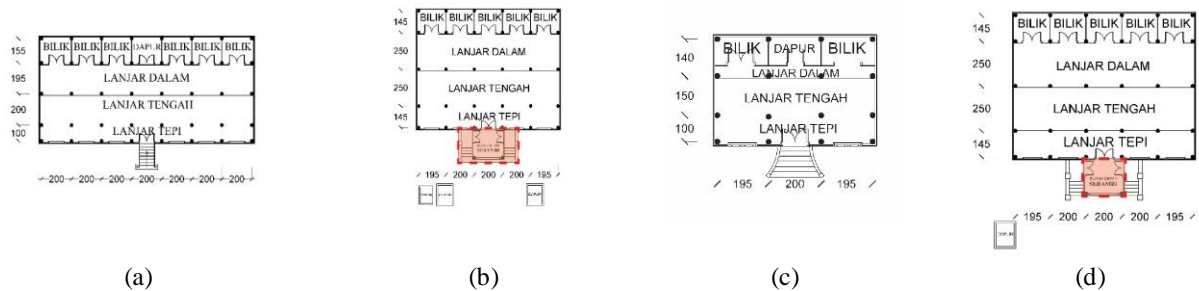 BILIK BILIK BILIK DAPUR BILIK BILIK BILIK
LANJAR DALAM
LANJAR TENGAH
LANJAR TEPI
155
195
200
100
200 200 200 200 200 200 200
(a)
BILIK BILIK BILIK BILIK BILIK
LANJAR DALAM
LANJAR TENGAH
LANJAR TEPI
SERAMBI
145
250
250
145
195 200 200 200 195
(b)
BILIK DAPUR BILIK
LANJAR DALAM
LANJAR TENGAH
LANJAR TEPI
140
150
100
195 200 195
(c)
BILIK BILIK BILIK BILIK BILIK
LANJAR DALAM
LANJAR TENGAH
LANJAR TEPI
SERAMBI
145
250
250
145
195 200 200 200 195
DAPUR
(d)